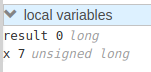 local variables
result 0 long
x 7 unsigned long